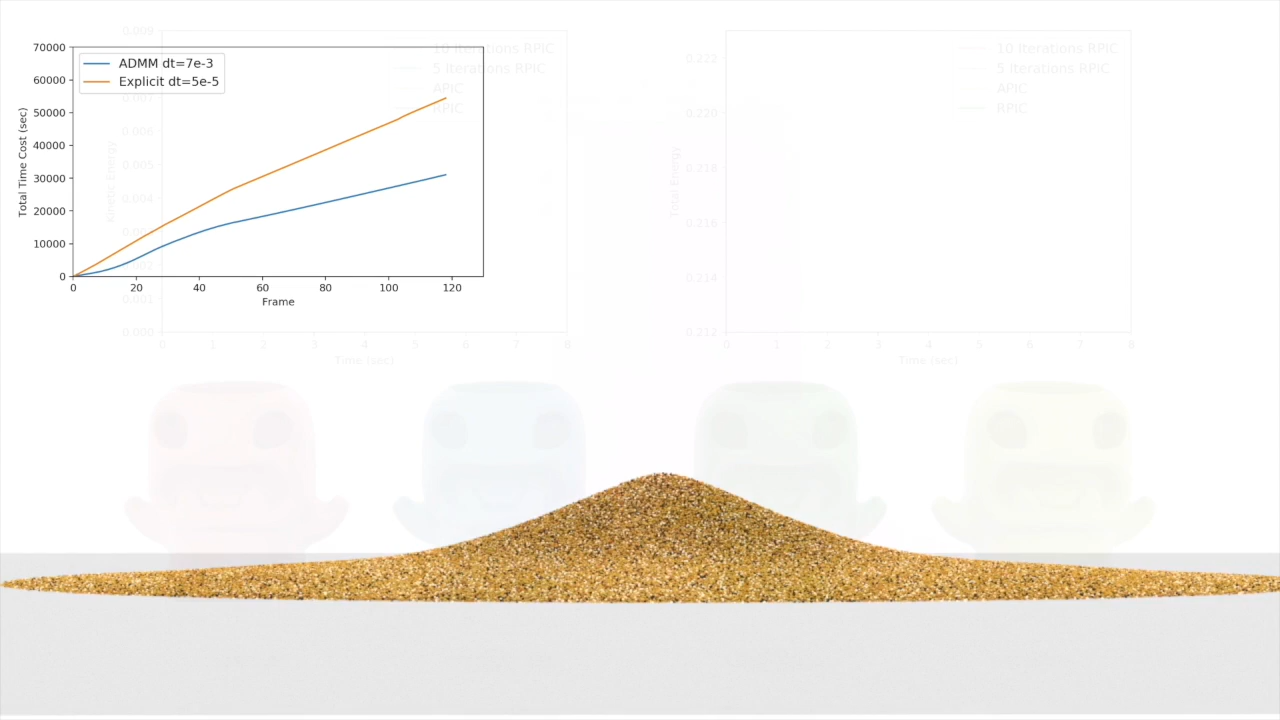 70000
60000
50000
40000
30000
20000
10000
0
Total Time Cost (sec)
ADMM dt=7e-3
Explicit dt=5e-5
0 20 40 60 80 100 120
Frame
0.009
0.007
0.006
0.005
0.004
0.001
0.000
Kinetic Energy
10 Iterations RPIC
5 Iterations RPIC
APIC
RPIC
0 1 2 3 4 5 6 7 8
Time (sec)
0.222
0.220
0.218
0.216
0.214
0.212
Total Energy
10 Iterations RPIC
5 Iterations RPIC
APIC
RPIC
0 1 2 3 4 5 6 7 8
Time (sec)